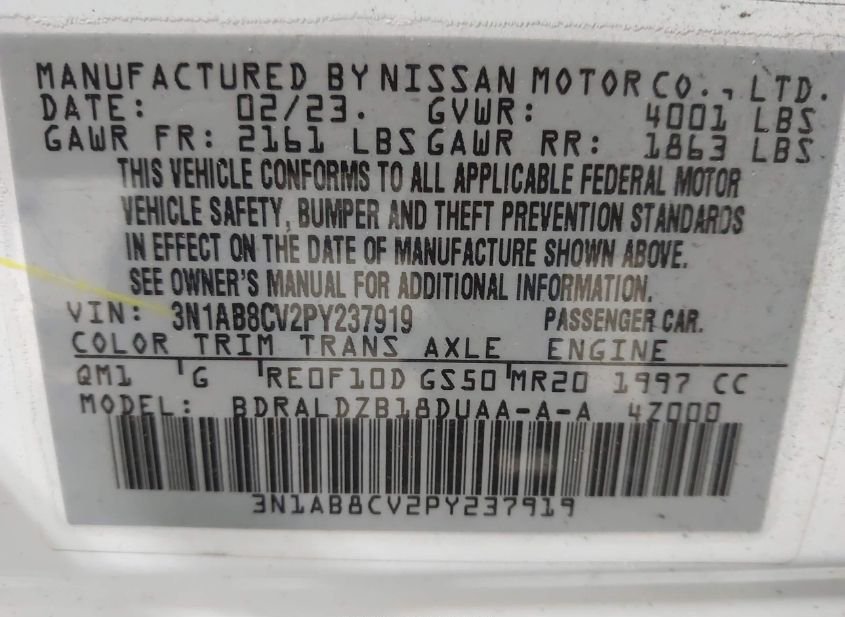 MANUFACTURED BY NISSAN MOTOR CO., LTD.
DATE: 02/23. GVWR: 4001 LBS
GAWR FR: 2161 LBS GAWR RR: 1863 LBS
THIS VEHICLE CONFORMS TO ALL APPLICABLE FEDERAL MOTOR
VEHICLE SAFETY, BUMPER AND THEFT PREVENTION STANDARDS
IN EFFECT ON THE DATE OF MANUFACTURE SHOWN ABOVE.
SEE OWNER'S MANUAL FOR ADDITIONAL INFORMATION.
VIN: 3N1AB8CV2PY237919 PASSENGER CAR.
COLOR TRIM TRANS AXLE ENGINE
QM1 G RE0F10D GS50 MR20 1997 CC
MODEL: BDRALDZB18DUAA-A-A 4Z000
3N1AB8CV2PY237919